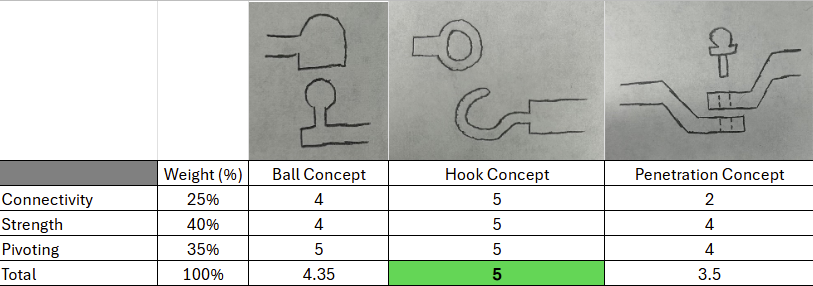 Weight (%) Ball Concept Hook Concept Penetration Concept
Connectivity 25% 4 5 2
Strength 40% 4 5 4
Pivoting 35% 5 5 4
Total 100% 4.35 5 3.5